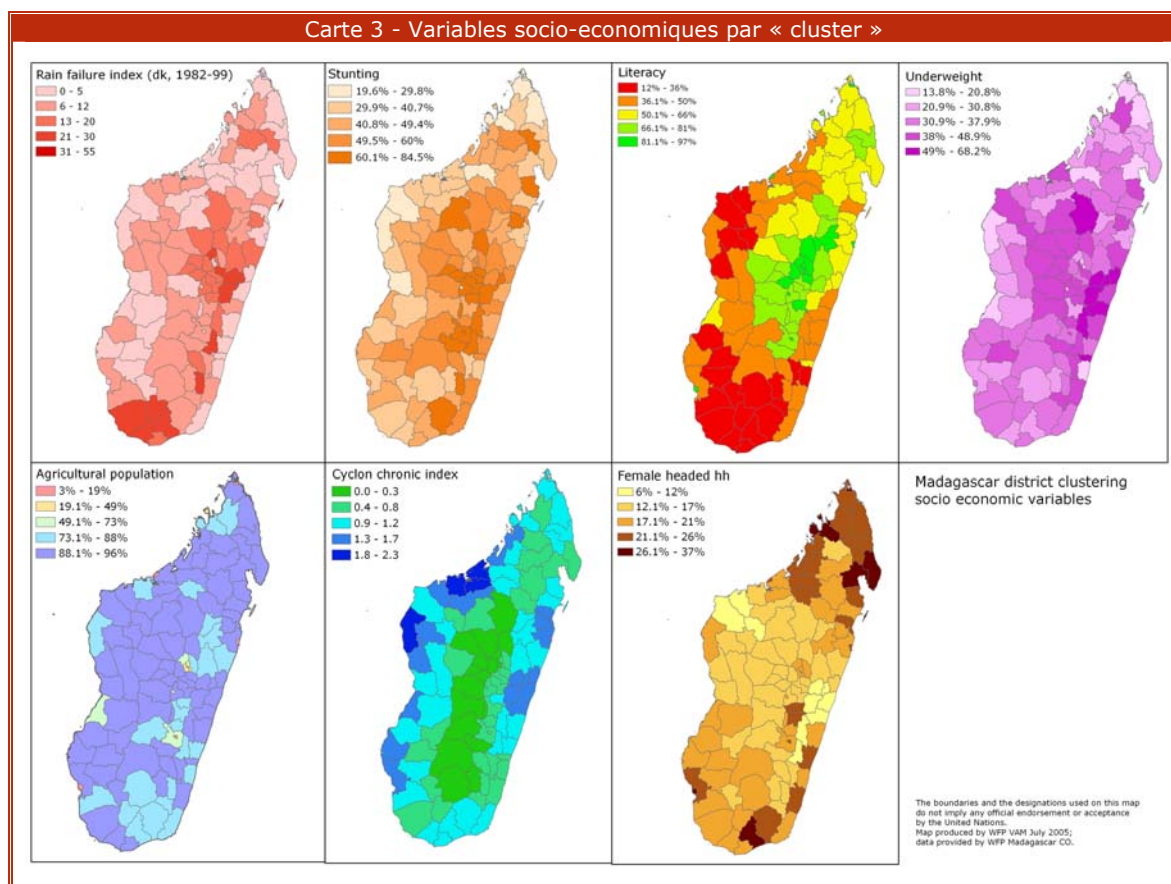 Carte 3 - Variables socio-economiques par « cluster »
Rain failure index (dk, 1982-99)
0 - 5
6 - 12
13 - 20
21 - 30
31 - 55
Stunting
19.6% - 29.8%
29.9% - 40.7%
40.8% - 49.4%
49.5% - 60%
60.1% - 84.5%
Literacy
12% - 36%
36.1% - 50%
50.1% - 66%
66.1% - 81%
81.1% - 97%
Underweight
13.8% - 20.8%
20.9% - 30.8%
30.9% - 37.9%
38% - 48.9%
49% - 68.2%
Agricultural population
3% - 19%
19.1% - 49%
49.1% - 73%
73.1% - 88%
88.1% - 96%
Cyclon chronic index
0.0 - 0.3
0.4 - 0.8
0.9 - 1.2
1.3 - 1.7
1.8 - 2.3
Female headed hh
6% - 12%
12.1% - 17%
17.1% - 21%
21.1% - 26%
26.1% - 37%
Madagascar district clustering
socio economic variables
The boundaries and the designations used on this map
do not imply any official endorsement or acceptance
by the United Nations.
Map produced by WFP VAM July 2005;
data provided by WFP Madagascar CO.